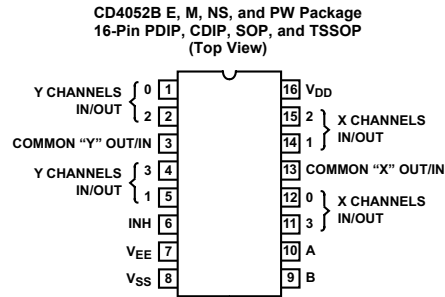 CD4052B E, M, NS, and PW Package
16-Pin PDIP, CDIP, SOP, and TSSOP
(Top View)
Y CHANNELS IN/OUT
0 1
2 2
COMMON “Y” OUT/IN 3
Y CHANNELS IN/OUT
3 4
1 5
INH 6
VEE 7
VSS 8
16 VDD
15 2
14 1
X CHANNELS IN/OUT
13 COMMON “X” OUT/IN
12 0
11 3
X CHANNELS IN/OUT
10 A
9 B